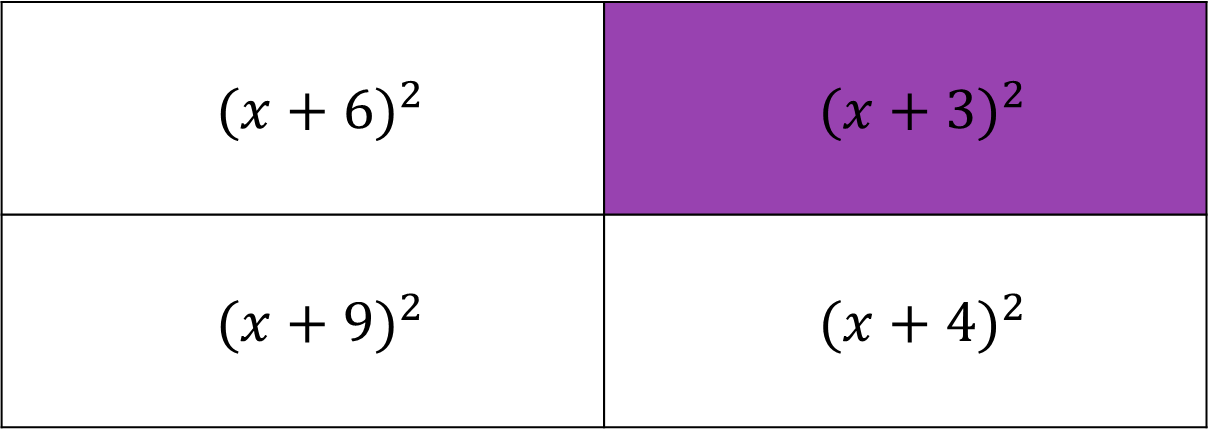 (x + 6)² (x + 3)²
(x + 9)² (x + 4)²